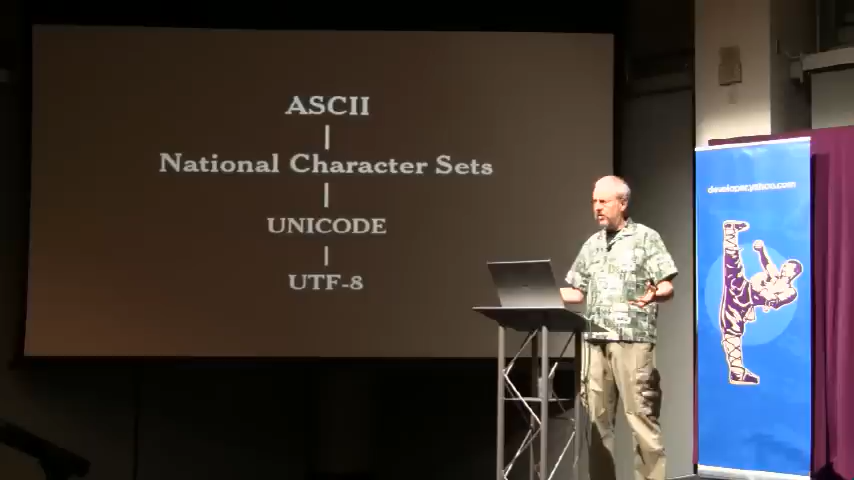 ASCII
National Character Sets
UNICODE
UTF-8
developer.yahoo.com